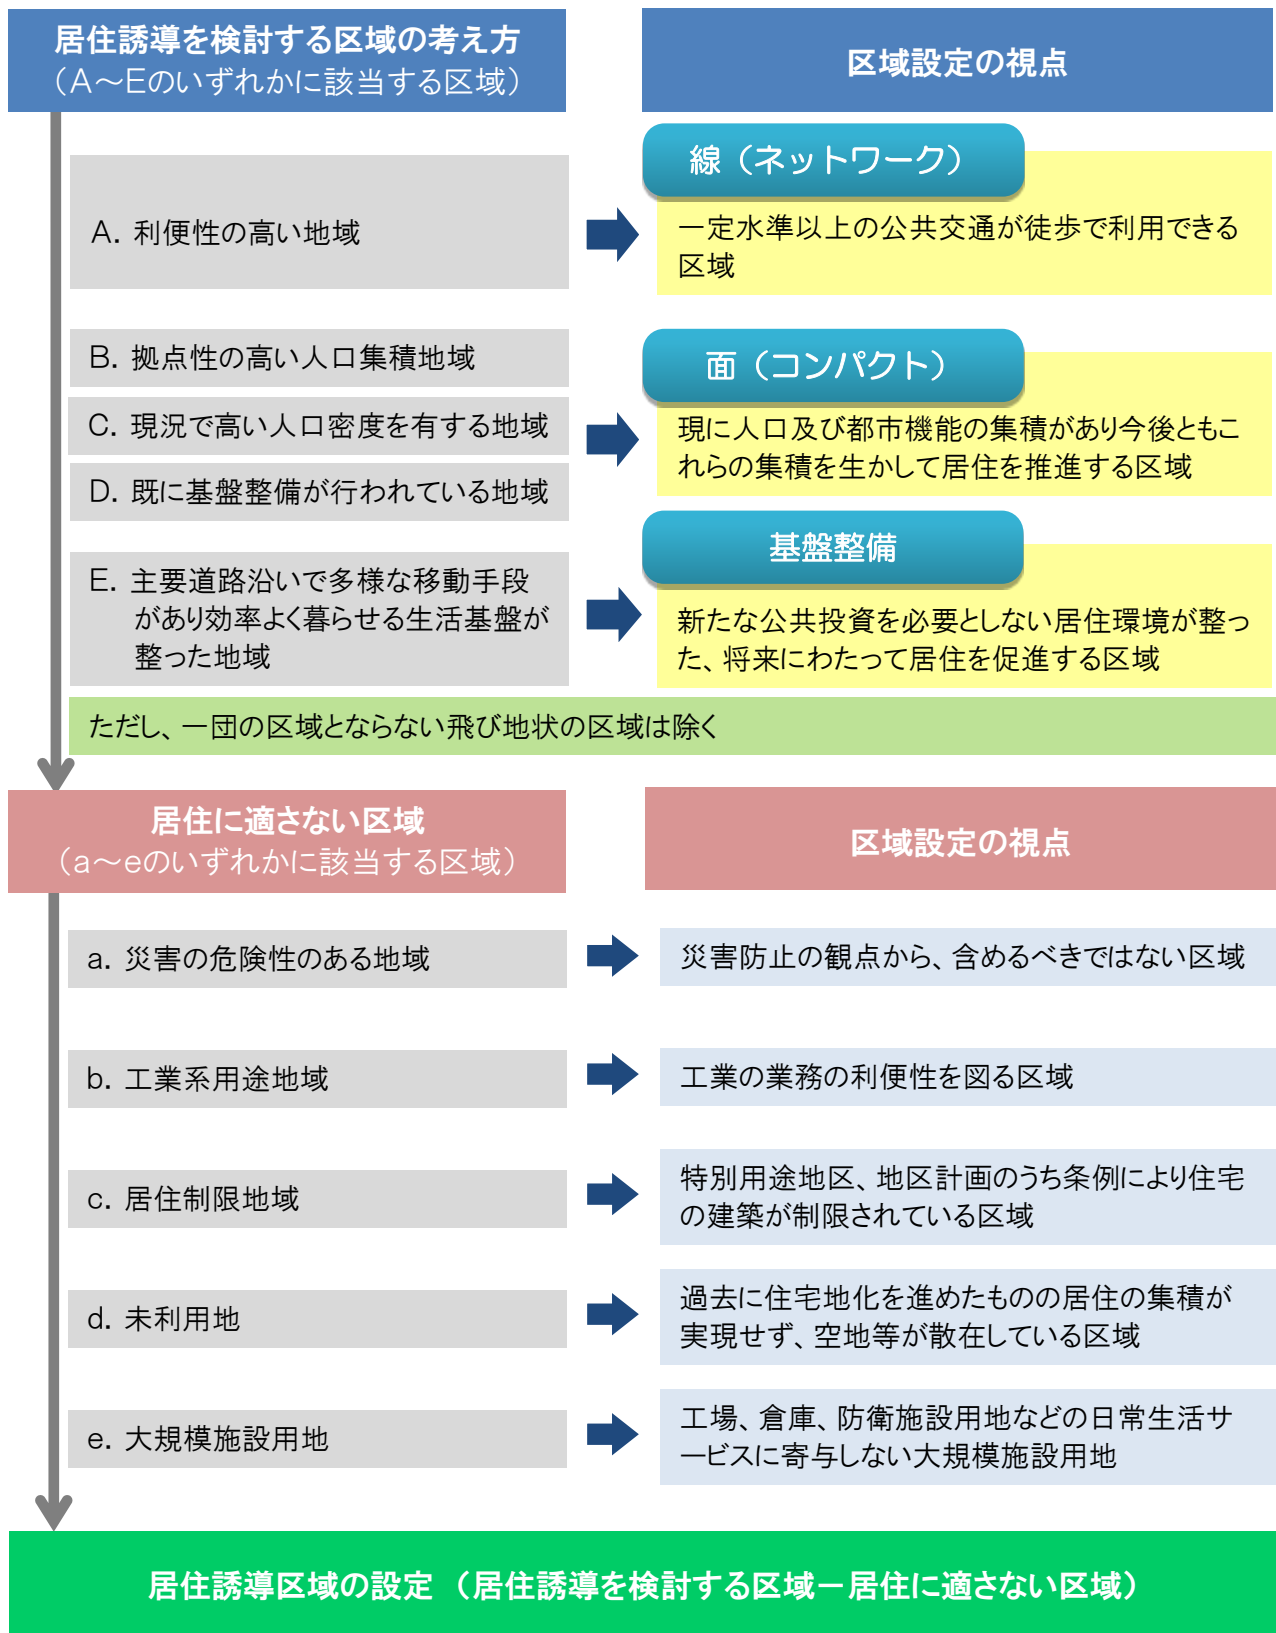 居住誘導を検討する区域の考え方
（A～Eのいずれかに該当する区域）
区域設定の視点
A．利便性の高い地域
線（ネットワーク）
一定水準以上の公共交通が徒歩で利用できる
区域
B．拠点性の高い人口集積地域
C．現況で高い人口密度を有する地域
D．既に基盤整備が行われている地域
面（コンパクト）
現に人口及び都市機能の集積があり今後ともこ
れらの集積を生かして居住を推進する区域
E．主要道路沿いで多様な移動手段
があり効率よく暮らせる生活基盤が
整った地域
基盤整備
新たな公共投資を必要としない居住環境が整っ
た、将来にわたって居住を促進する区域
ただし、一団の区域とならない飛び地状の区域は除く
居住に適さない区域
（a～eのいずれかに該当する区域）
区域設定の視点
a．災害の危険性のある地域
災害防止の観点から、含めるべきではない区域
b．工業系用途地域
工業の業務の利便性を図る区域
c．居住制限地域
特別用途地区、地区計画のうち条例により住宅
の建築が制限されている区域
d．未利用地
過去に住宅地化を進めたものの居住の集積が
実現せず、空地等が散在している区域
e．大規模施設用地
工場、倉庫、防衛施設用地などの日常生活サ
ービスに寄与しない大規模施設用地
居住誘導区域の設定 （居住誘導を検討する区域－居住に適さない区域）